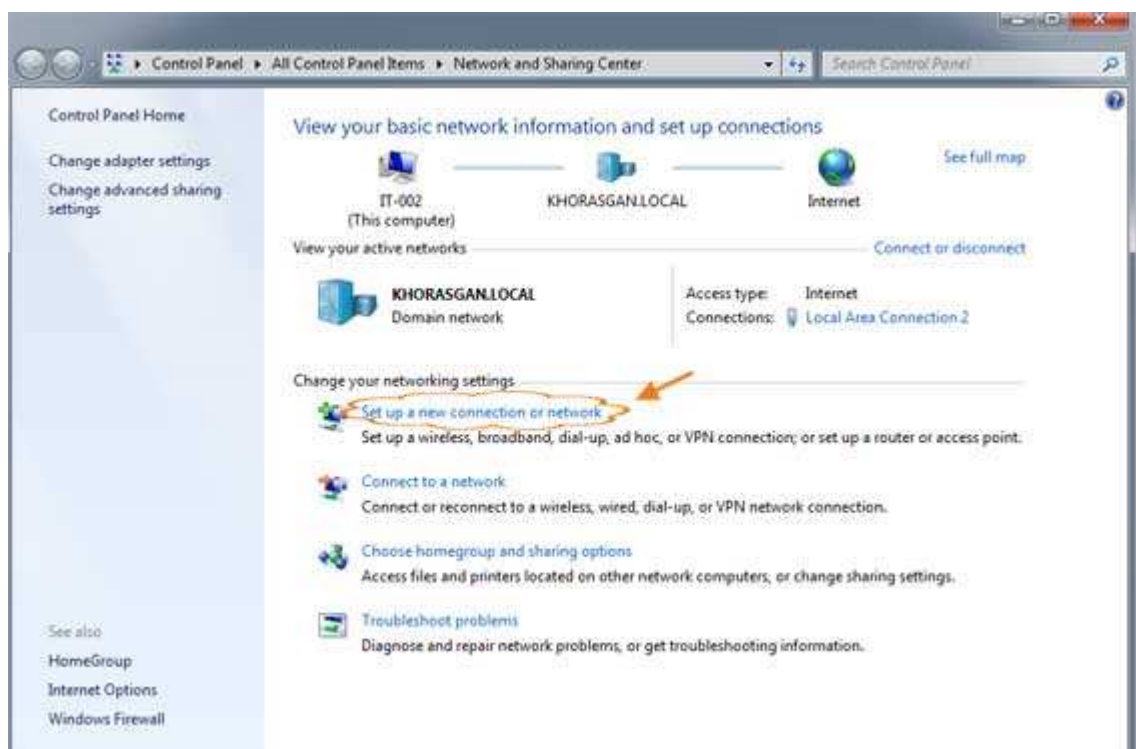 Control Panel ▸ All Control Panel Items ▸ Network and Sharing Center
Search Control Panel
Control Panel Home
Change adapter settings
Change advanced sharing
settings
View your basic network information and set up connections
See full map
IT-002
(This computer)
KHORASGAN.LOCAL
Internet
View your active networks
Connect or disconnect
KHORASGAN.LOCAL
Domain network
Access type: Internet
Connections: Local Area Connection 2
Change your networking settings
Set up a new connection or network
Set up a wireless, broadband, dial-up, ad hoc, or VPN connection; or set up a router or access point.
Connect to a network
Connect or reconnect to a wireless, wired, dial-up, or VPN network connection.
Choose homegroup and sharing options
Access files and printers located on other network computers, or change sharing settings.
Troubleshoot problems
Diagnose and repair network problems, or get troubleshooting information.
See also
HomeGroup
Internet Options
Windows Firewall